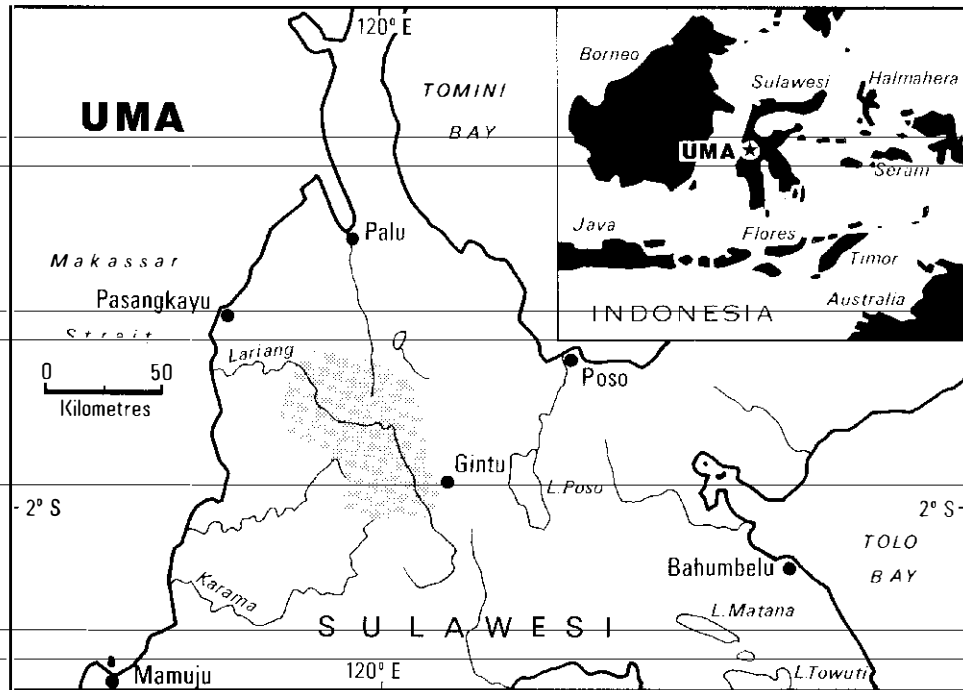 120° E
UMA
TOMINI
BAY
Palu
Makassar
Pasangkayu
Strait
Lariang
0 50
Kilometres
Poso
Gintu
L.Poso
2° S
2° S
TOLO
BAY
Bahumbelu
Karama
L.Matana
SULAWESI
120° E
L.Towuti
Mamuju
Borneo
Sulawesi
Halmahera
UMA
Seram
Java
Flores
Timor
Australia
INDONESIA